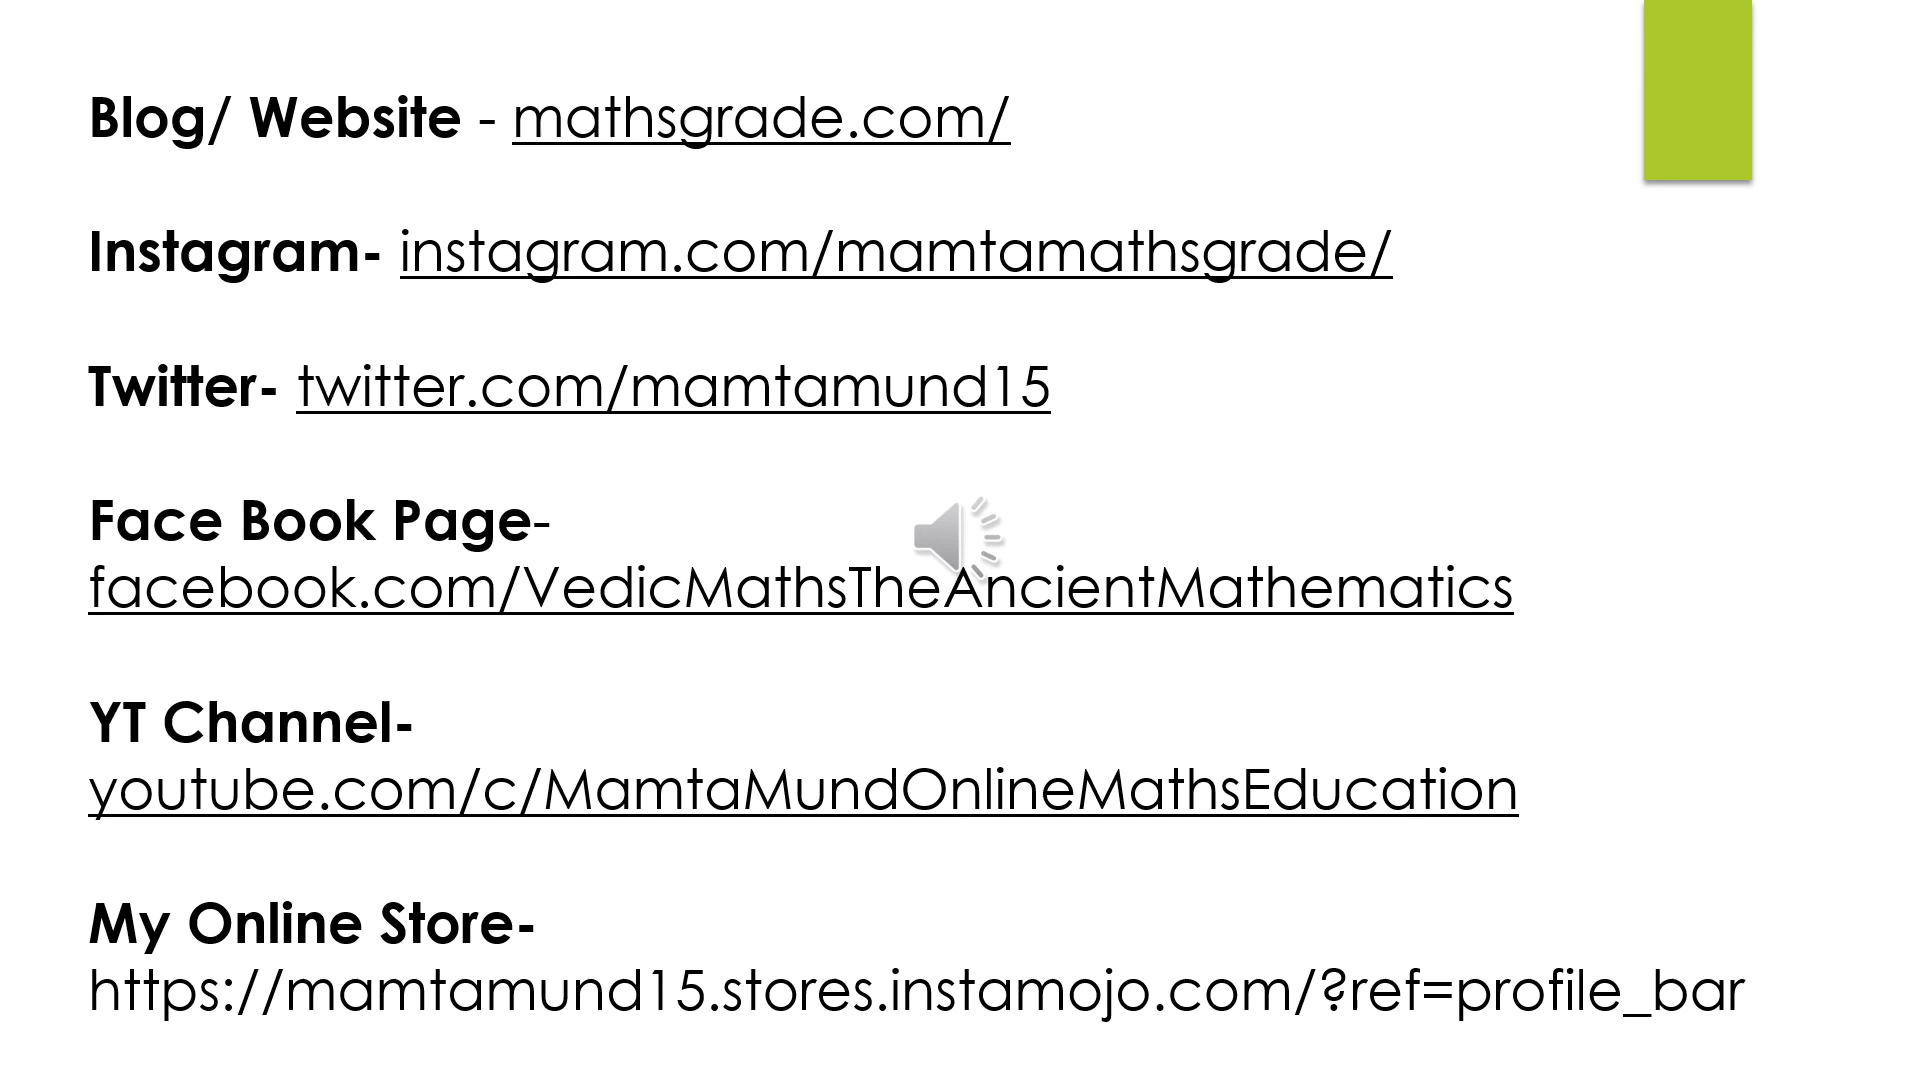 Blog/ Website - mathsgrade.com/
Instagram- instagram.com/mamtamathsgrade/
Twitter- twitter.com/mamtamund15
Face Book Page-
facebook.com/VedicMathsTheAncientMathematics
YT Channel-
youtube.com/c/MamtaMundOnlineMathsEducation
My Online Store-
https://mamtamund15.stores.instamojo.com/?ref=profile_bar